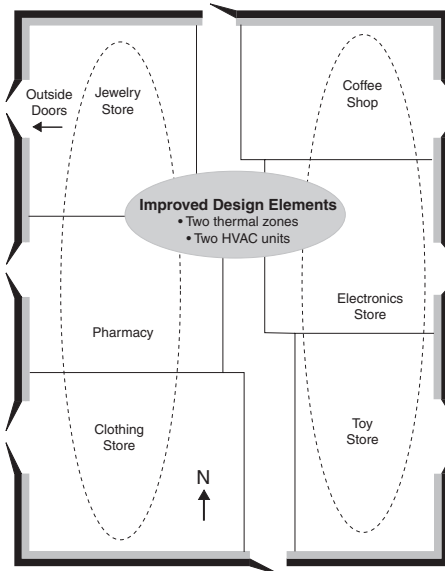 Outside
Doors
Jewelry
Store
Coffee
Shop
Improved Design Elements
• Two thermal zones
• Two HVAC units
Electronics
Store
Pharmacy
Clothing
Store
Toy
Store
N